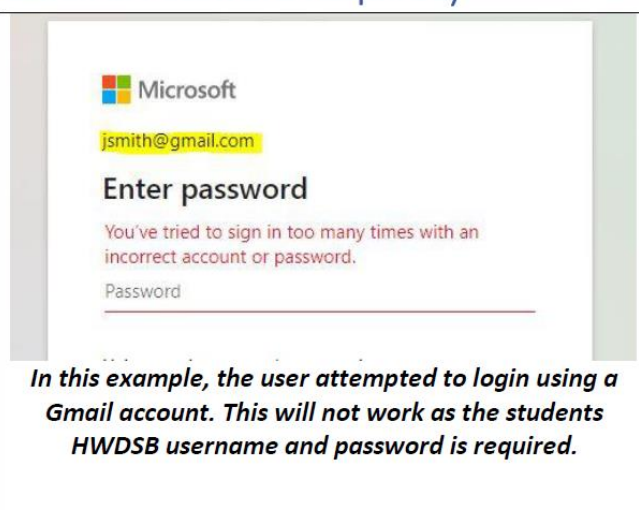 Microsoft
jsmith@gmail.com
Enter password
You've tried to sign in too many times with an
incorrect account or password.
Password
In this example, the user attempted to login using a
Gmail account. This will not work as the students
HWDSB username and password is required.